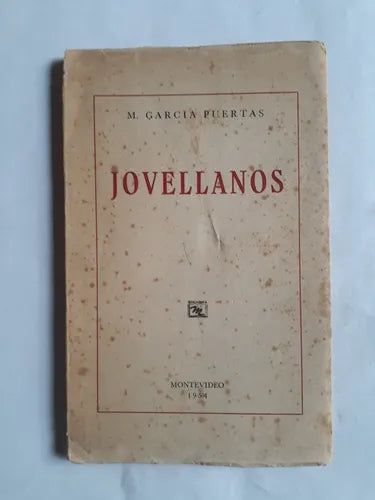 M. GARCIA PUERTAS
JOVELLANOS
MONTEVIDEO
1954